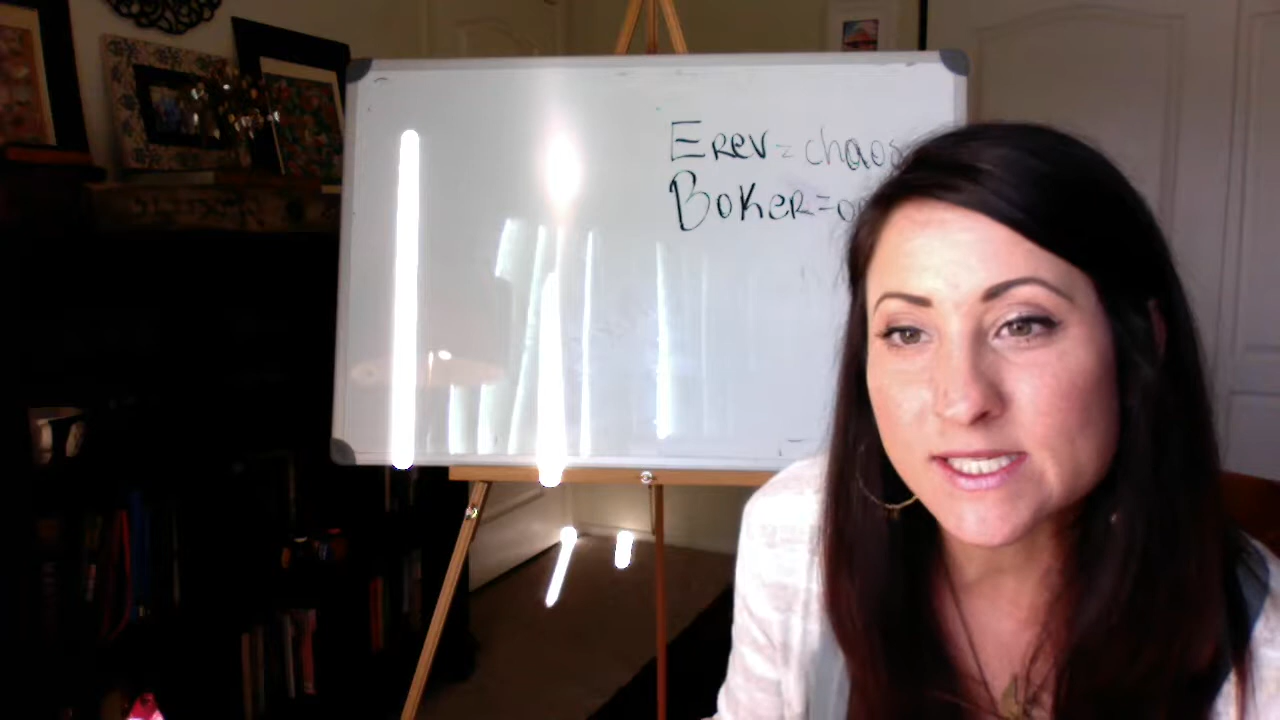 Erev = chaos
Boker =